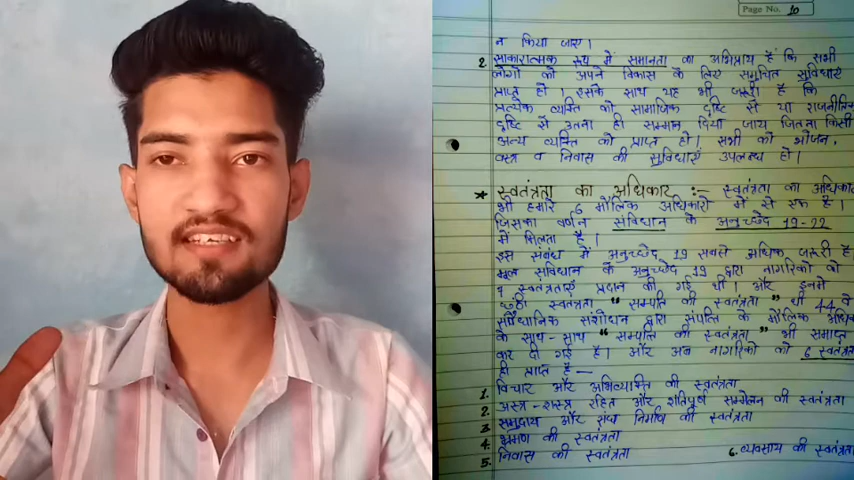 Page No. 10
न किया जाए।
2 साकारात्मक रूप में समानता का अभिप्राय है कि सभी
लोगों को अपने विकास के लिए समुचित सुविधाएं
प्राप्त हो। इसके साथ यह भी जरूरी है कि
प्रत्येक व्यक्ति को सामाजिक दृष्टि से या राजनीतिक
दृष्टि से उतना ही सम्मान दिया जाय जितना किसी
अन्य व्यक्ति को प्राप्त हो। सभी को भोजन,
वस्त्र व निवास की सुविधाएं उपलब्ध हो।
* स्वतंत्रता का अधिकार :- स्वतंत्रता का अधिकार
भी हमारे 6 मौलिक अधिकारों में से एक है।
जिसका वर्णन संविधान के अनुच्छेद 19-22
में मिलता है।
इस संबंध में अनुच्छेद 19 सबसे अधिक जरूरी है
मूल संविधान के अनुच्छेद 19 द्वारा नागरिकों को
7 स्वतंत्रताएं प्रदान की गई थी। और इनमें
छठी स्वतंत्रता "सम्पति की स्वतंत्रता" थी 44 वे
संवैधानिक संशोधन द्वारा संपत्ति के मौलिक अधिक
के साथ-साथ "सम्पति की स्वतंत्रता" भी समाप्त
कर दी गई है। और अब नागरिकों को 6 स्वतंत्रता
ही प्राप्त है—
1. विचार और अभिव्यक्ति की स्वतंत्रता
2. अस्त्र-शस्त्र रहित और शांतिपूर्ण सम्मेलन की स्वतंत्रता
3 समुदाय और संघ निर्माण की स्वतंत्रता
4. भ्रमण की स्वतंत्रता
5. निवास की स्वतंत्रता 6. व्यवसाय की स्वतंत्रता